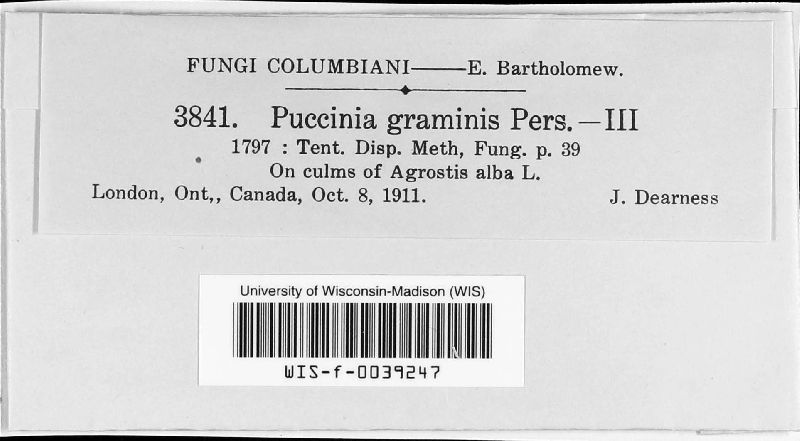 FUNGI COLUMBIANI——E. Bartholomew.
3841. Puccinia graminis Pers.—III
1797 : Tent. Disp. Meth, Fung. p. 39
On culms of Agrostis alba L.
London, Ont,, Canada, Oct. 8, 1911. J. Dearness
University of Wisconsin-Madison (WIS)
WIS-f-0039247